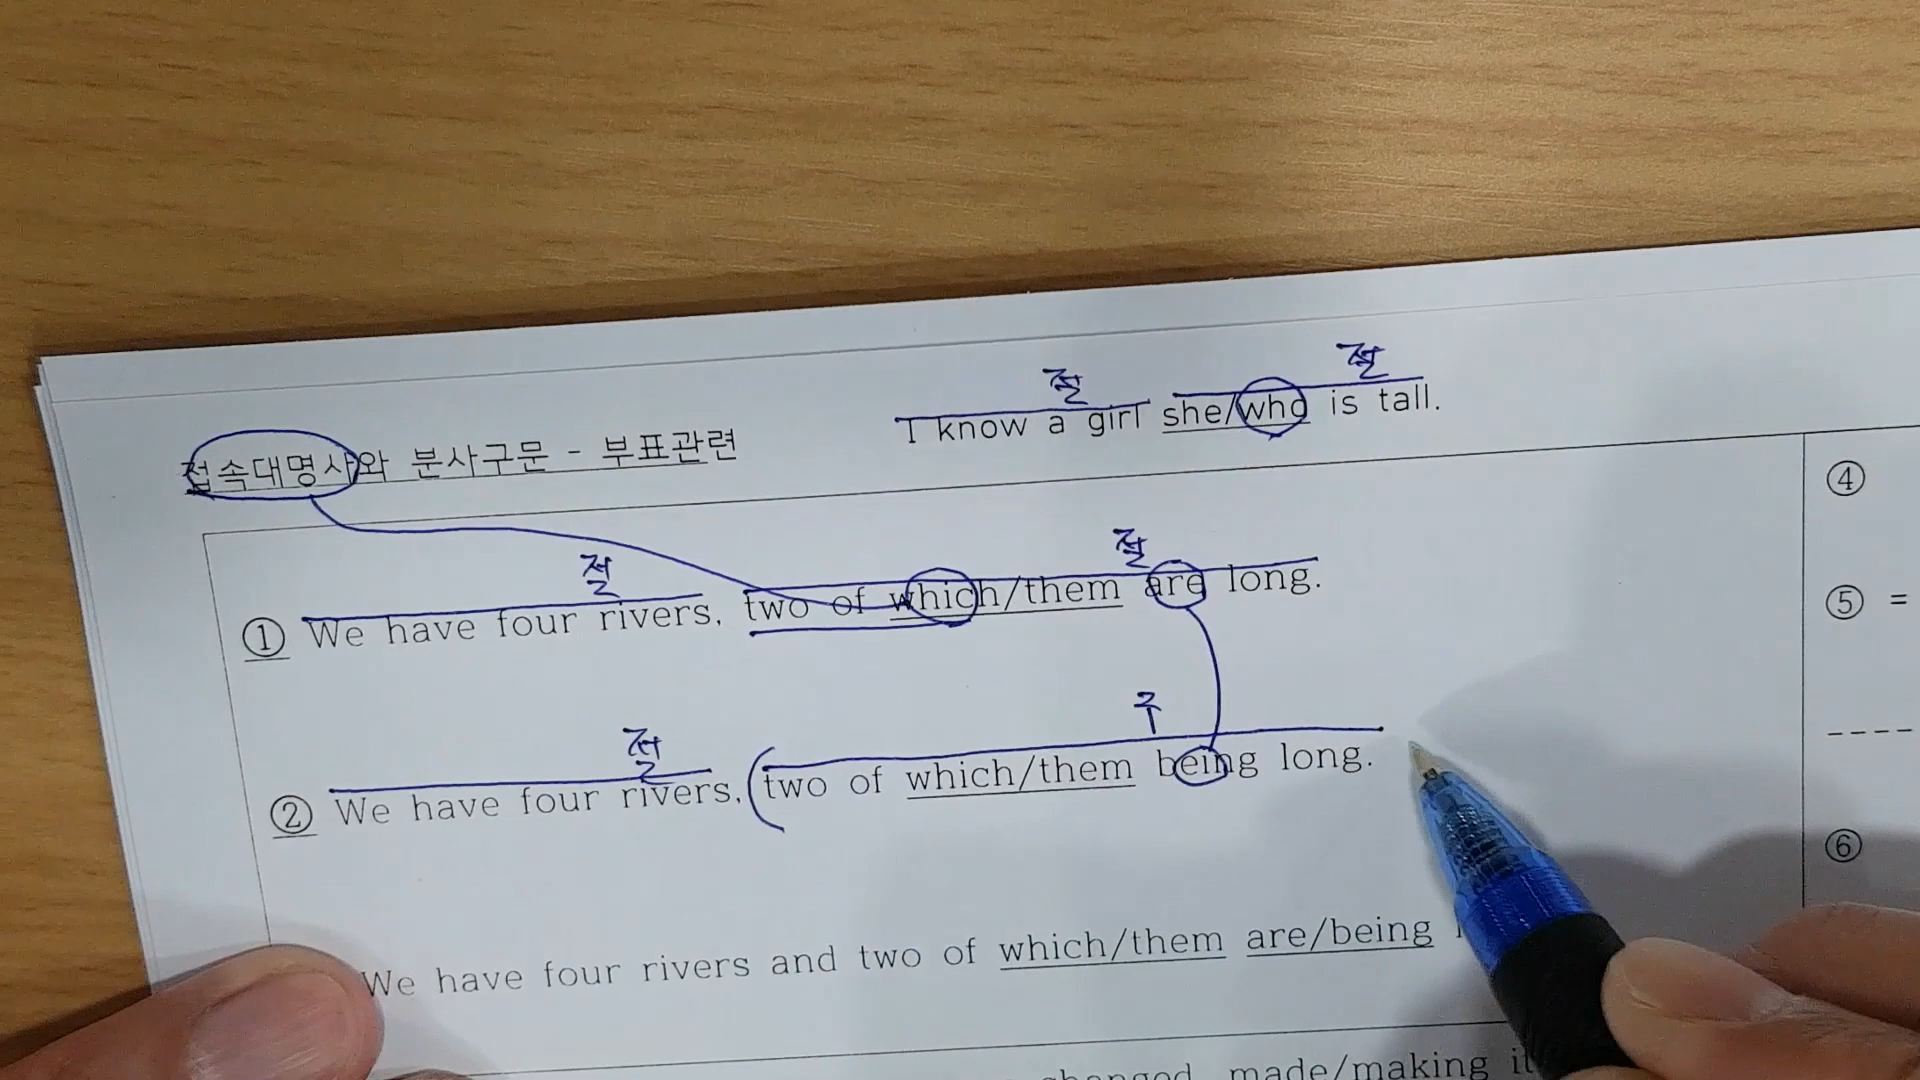 절 절
I know a girl she/who is tall.
접속대명사와 분사구문 - 부표관련
④
절 절
① We have four rivers, two of which/them are long.
⑤ =
절 구
② We have four rivers, two of which/them being long.
⑥
We have four rivers and two of which/them are/being
changed, made/making it